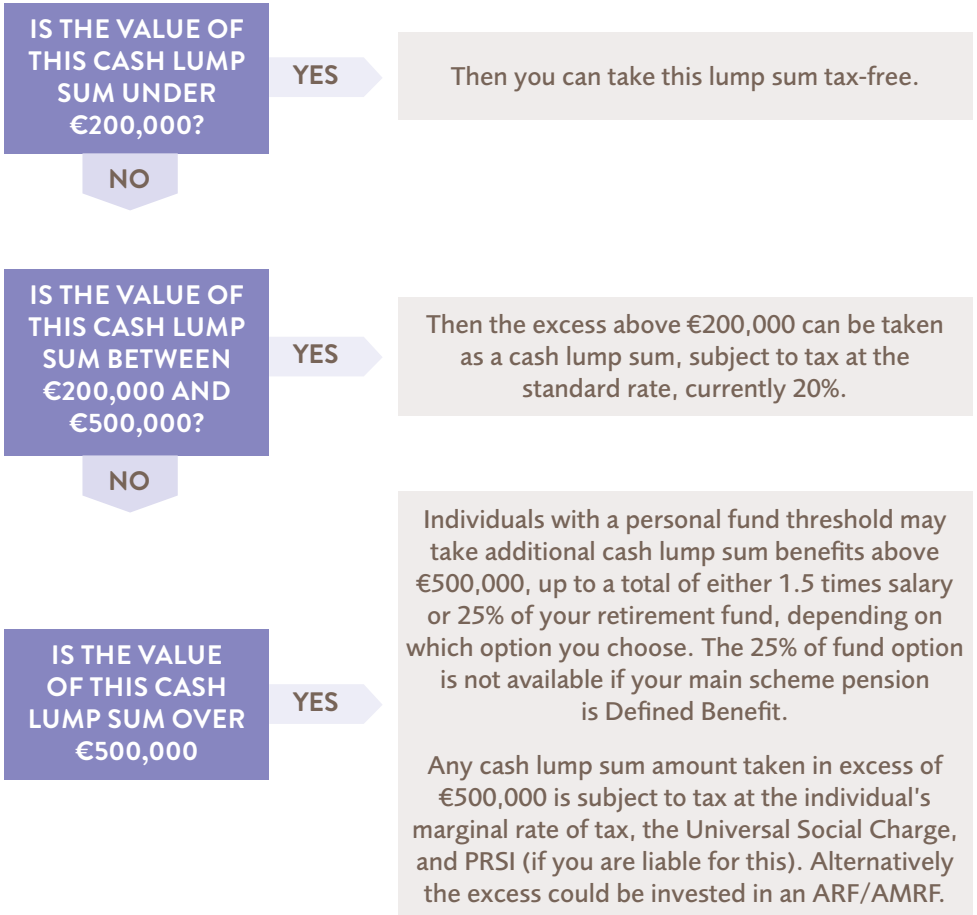 IS THE VALUE OF
THIS CASH LUMP
SUM UNDER
€200,000?
YES
Then you can take this lump sum tax-free.
NO
IS THE VALUE OF
THIS CASH LUMP
SUM BETWEEN
€200,000 AND
€500,000?
YES
Then the excess above €200,000 can be taken
as a cash lump sum, subject to tax at the
standard rate, currently 20%.
NO
IS THE VALUE
OF THIS CASH
LUMP SUM OVER
€500,000
YES
Individuals with a personal fund threshold may
take additional cash lump sum benefits above
€500,000, up to a total of either 1.5 times salary
or 25% of your retirement fund, depending on
which option you choose. The 25% of fund option
is not available if your main scheme pension
is Defined Benefit.
Any cash lump sum amount taken in excess of
€500,000 is subject to tax at the individual's
marginal rate of tax, the Universal Social Charge,
and PRSI (if you are liable for this). Alternatively
the excess could be invested in an ARF/AMRF.